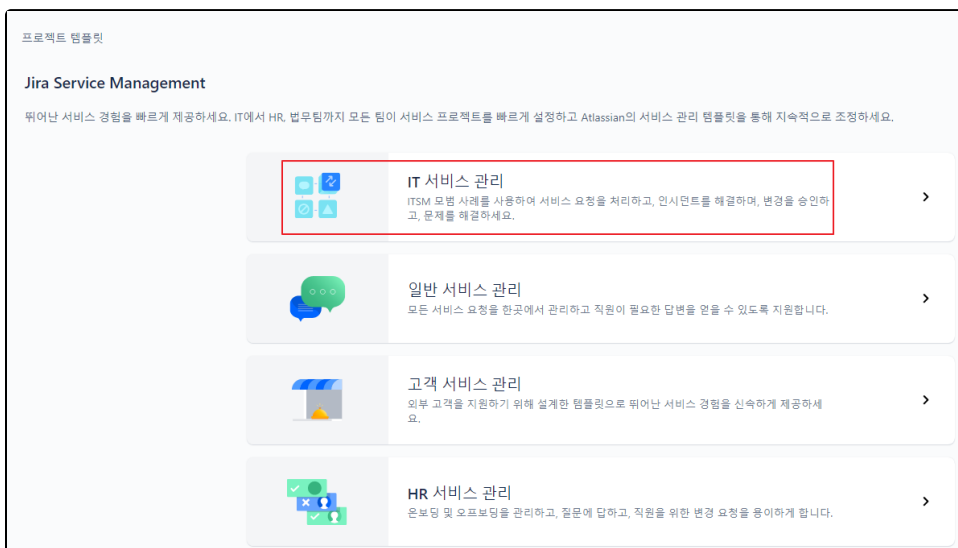 프로젝트 템플릿
Jira Service Management
뛰어난 서비스 경험을 빠르게 제공하세요. IT에서 HR, 법무팀까지 모든 팀이 서비스 프로젝트를 빠르게 설정하고 Atlassian의 서비스 관리 템플릿을 통해 지속적으로 조정하세요.
IT 서비스 관리
ITSM 모범 사례를 사용하여 서비스 요청을 처리하고, 인시던트를 해결하며, 변경을 승인하
고, 문제를 해결하세요.
일반 서비스 관리
모든 서비스 요청을 한곳에서 관리하고 직원이 필요한 답변을 얻을 수 있도록 지원합니다.
고객 서비스 관리
외부 고객을 지원하기 위해 설계한 템플릿으로 뛰어난 서비스 경험을 신속하게 제공하세
요.
HR 서비스 관리
온보딩 및 오프보딩을 관리하고, 질문에 답하고, 직원을 위한 변경 요청을 용이하게 합니다.